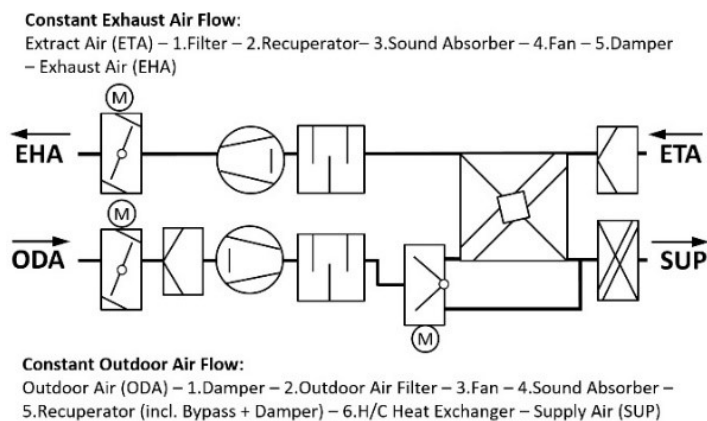 Constant Exhaust Air Flow:
Extract Air (ETA) – 1.Filter – 2.Recuperator– 3.Sound Absorber – 4.Fan – 5.Damper
– Exhaust Air (EHA)
M
EHA
ETA
M
ODA
SUP
M
Constant Outdoor Air Flow:
Outdoor Air (ODA) – 1.Damper – 2.Outdoor Air Filter – 3.Fan – 4.Sound Absorber –
5.Recuperator (incl. Bypass + Damper) – 6.H/C Heat Exchanger – Supply Air (SUP)